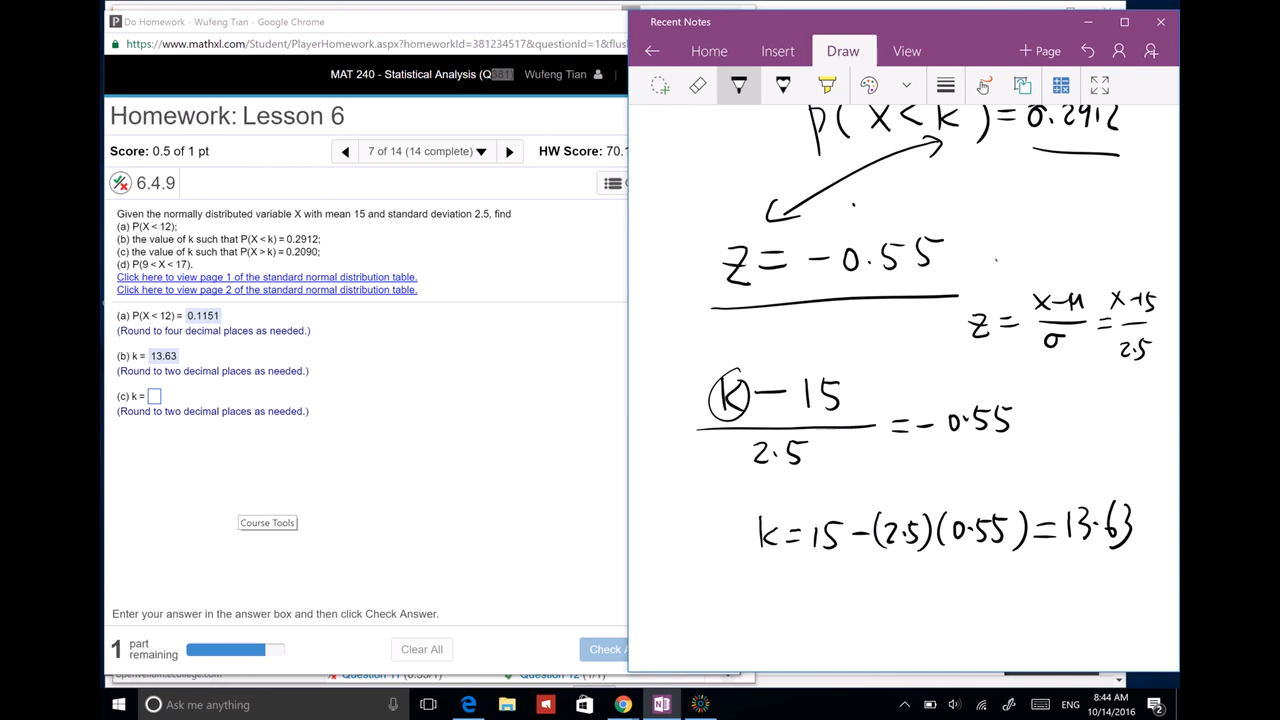 Do Homework - Wufeng Tian - Google Chrome
https://www.mathxl.com/Student/PlayerHomework.aspx?homeworkId=381234517&questionId=1&flus
MAT 240 - Statistical Analysis (Q381) Wufeng Tian
Homework: Lesson 6
Score: 0.5 of 1 pt
7 of 14 (14 complete)
HW Score: 70.
6.4.9
Given the normally distributed variable X with mean 15 and standard deviation 2.5, find
(a) P(X < 12);
(b) the value of k such that P(X < k) = 0.2912;
(c) the value of k such that P(X > k) = 0.2090;
(d) P(9 < X < 17).
Click here to view page 1 of the standard normal distribution table.
Click here to view page 2 of the standard normal distribution table.
(a) P(X < 12) = 0.1151
(Round to four decimal places as needed.)
(b) k = 13.63
(Round to two decimal places as needed.)
(c) k =
(Round to two decimal places as needed.)
Course Tools
Enter your answer in the answer box and then click Check Answer.
1 part remaining
Clear All
Check
Recent Notes
Home Insert Draw View + Page
P( X < k ) = 0.2912
Z = -0.55
Z = X-μ / σ = X-15 / 2.5
k - 15 / 2.5 = -0.55
k = 15 - (2.5)(0.55) = 13.63
Ask me anything
ENG
8:44 AM
10/14/2016
2